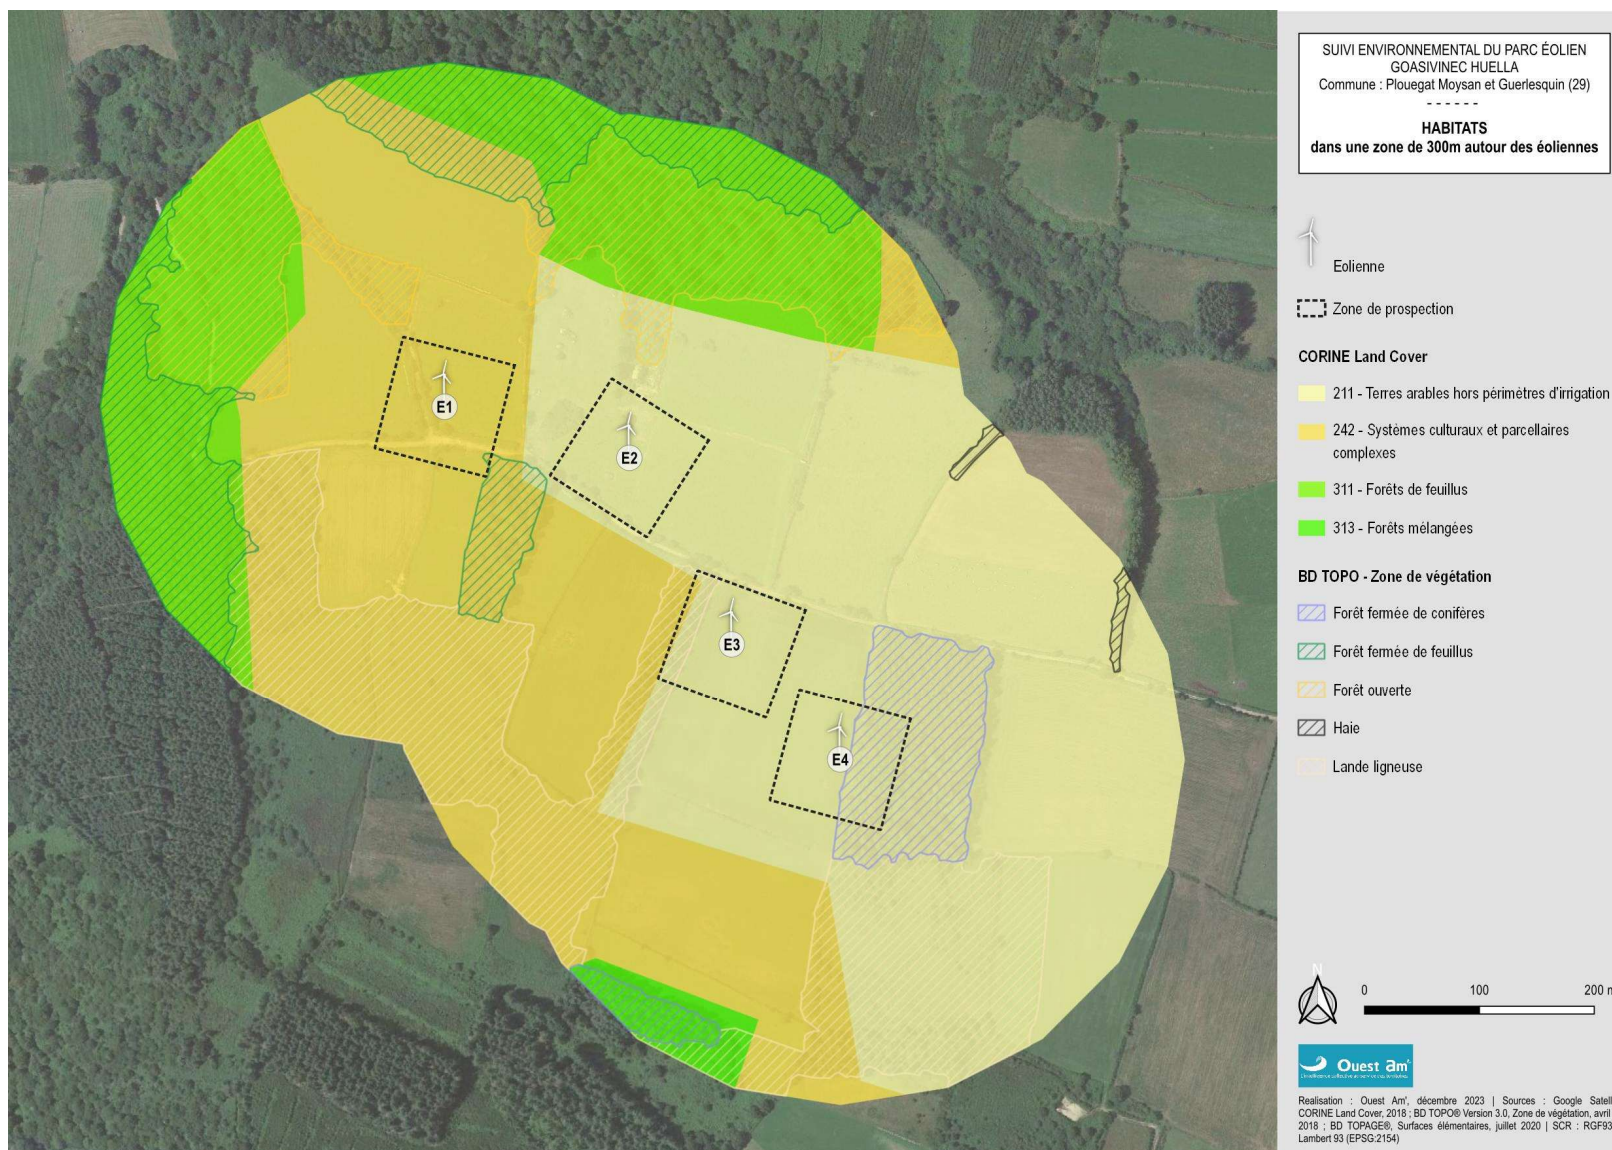 SUIVI ENVIRONNEMENTAL DU PARC ÉOLIEN
GOASIVINEC HUELLA
Commune : Plouegat Moysan et Guerlesquin (29)
- - - - - -
HABITATS
dans une zone de 300m autour des éoliennes
Eolienne
Zone de prospection
CORINE Land Cover
211 - Terres arables hors périmètres d'irrigation
242 - Systèmes culturaux et parcellaires
complexes
311 - Forêts de feuillus
313 - Forêts mélangées
BD TOPO - Zone de végétation
Forêt fermée de conifères
Forêt fermée de feuillus
Forêt ouverte
Haie
Lande ligneuse
E1
E2
E3
E4
N
0 100 200 m
Ouest am'
Realisation : Ouest Am', décembre 2023 | Sources : Google Satell
CORINE Land Cover, 2018 ; BD TOPO® Version 3.0, Zone de végétation, avril
2018 ; BD TOPAGE®, Surfaces élémentaires, juillet 2020 | SCR : RGF93
Lambert 93 (EPSG:2154)